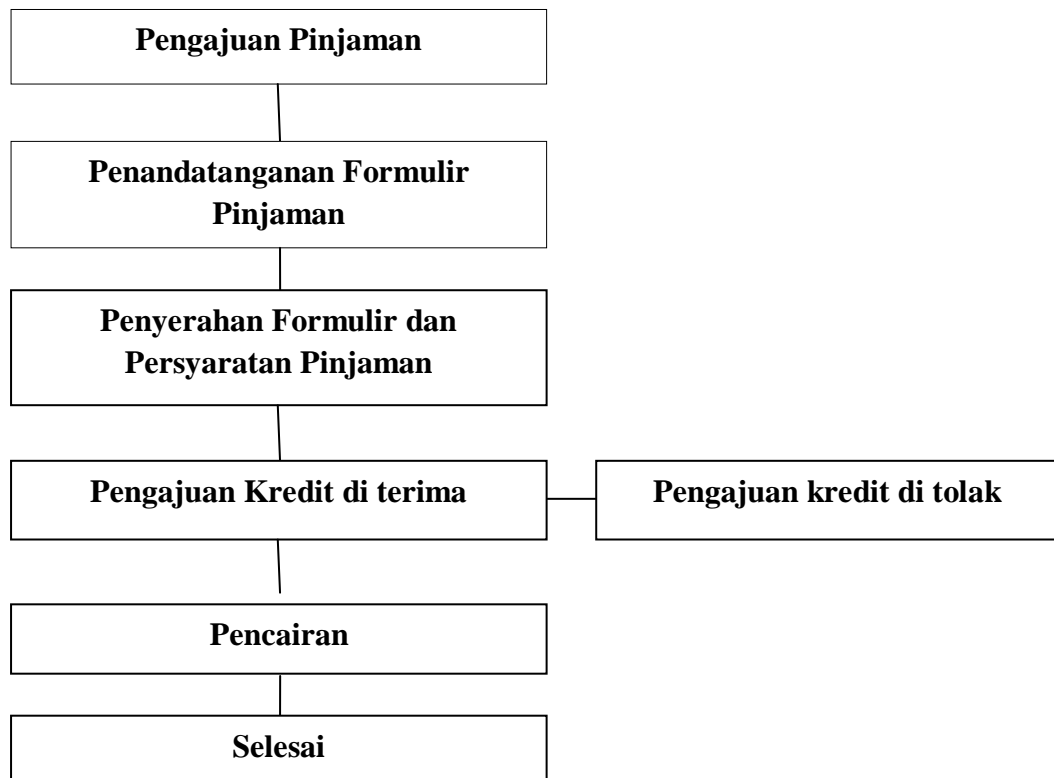 Pengajuan Pinjaman
Penandatanganan Formulir
Pinjaman
Penyerahan Formulir dan
Persyaratan Pinjaman
Pengajuan Kredit di terima
Pengajuan kredit di tolak
Pencairan
Selesai